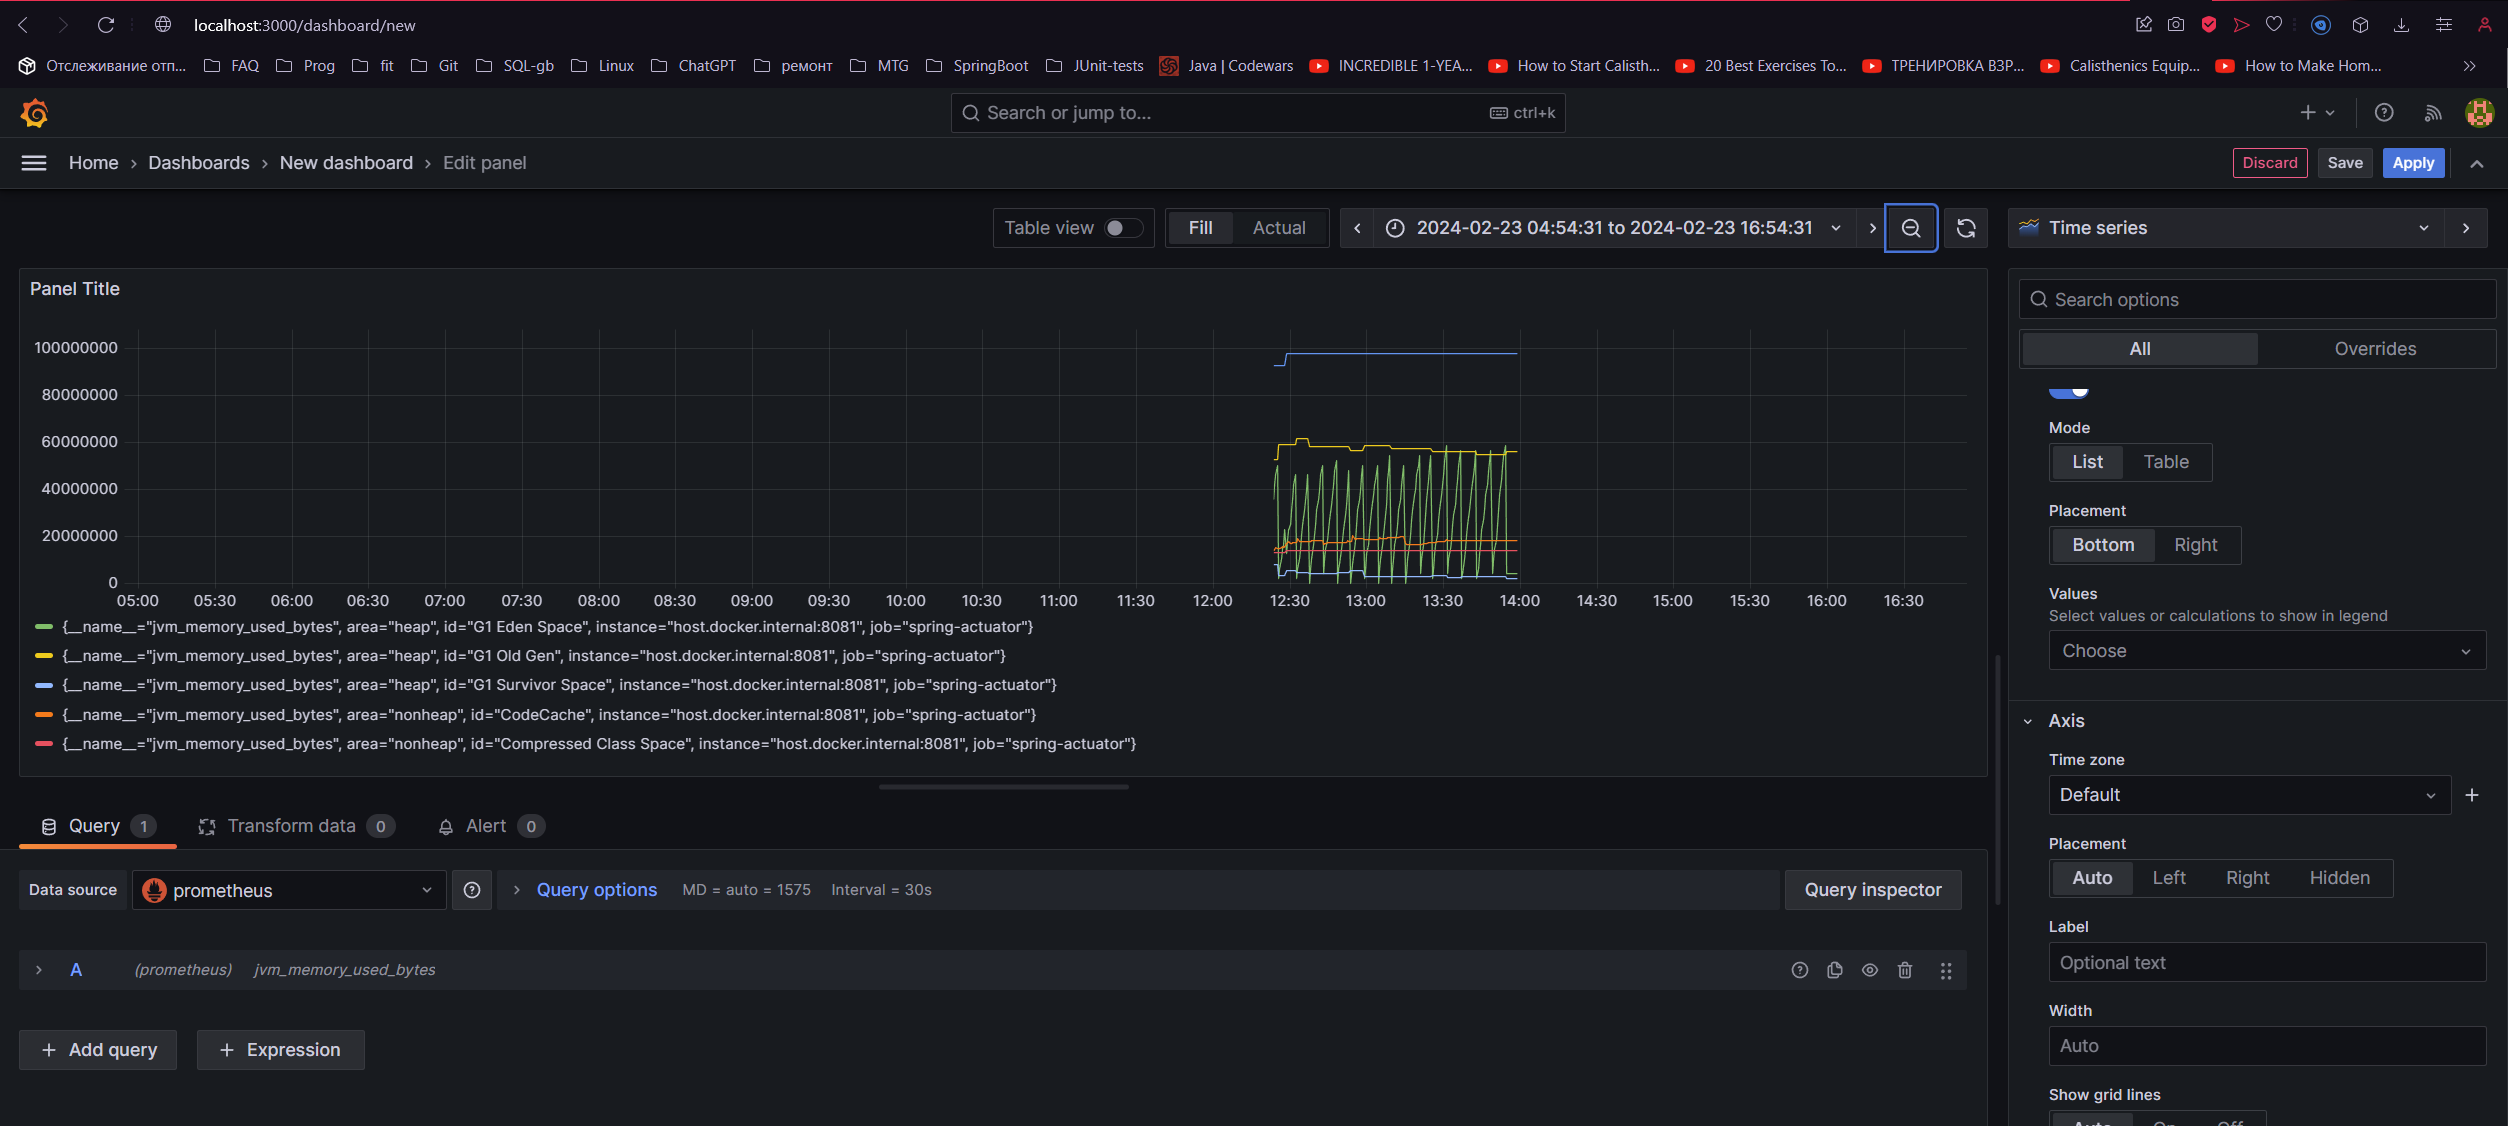 localhost:3000/dashboard/new
Отслеживание отп... FAQ Prog fit Git SQL-gb Linux ChatGPT ремонт MTG SpringBoot JUnit-tests Java | Codewars INCREDIBLE 1-YEA... How to Start Calisth... 20 Best Exercises To... ТРЕНИРОВКА ВЗР... Calisthenics Equip... How to Make Hom...
Search or jump to... ctrl+k
Home Dashboards New dashboard Edit panel Discard Save Apply
Table view Fill Actual 2024-02-23 04:54:31 to 2024-02-23 16:54:31 Time series
Panel Title
Search options
All Overrides
100000000
80000000
60000000
40000000
20000000
0
05:00 05:30 06:00 06:30 07:00 07:30 08:00 08:30 09:00 09:30 10:00 10:30 11:00 11:30 12:00 12:30 13:00 13:30 14:00 14:30 15:00 15:30 16:00 16:30
{__name__="jvm_memory_used_bytes", area="heap", id="G1 Eden Space", instance="host.docker.internal:8081", job="spring-actuator"}
{__name__="jvm_memory_used_bytes", area="heap", id="G1 Old Gen", instance="host.docker.internal:8081", job="spring-actuator"}
{__name__="jvm_memory_used_bytes", area="heap", id="G1 Survivor Space", instance="host.docker.internal:8081", job="spring-actuator"}
{__name__="jvm_memory_used_bytes", area="nonheap", id="CodeCache", instance="host.docker.internal:8081", job="spring-actuator"}
{__name__="jvm_memory_used_bytes", area="nonheap", id="Compressed Class Space", instance="host.docker.internal:8081", job="spring-actuator"}
Query 1 Transform data 0 Alert 0
Data source prometheus Query options MD = auto = 1575 Interval = 30s Query inspector
A (prometheus) jvm_memory_used_bytes
Add query Expression
Mode
List Table
Placement
Bottom Right
Values
Select values or calculations to show in legend
Choose
Axis
Time zone
Default
Placement
Auto Left Right Hidden
Label
Optional text
Width
Auto
Show grid lines
Auto On Off